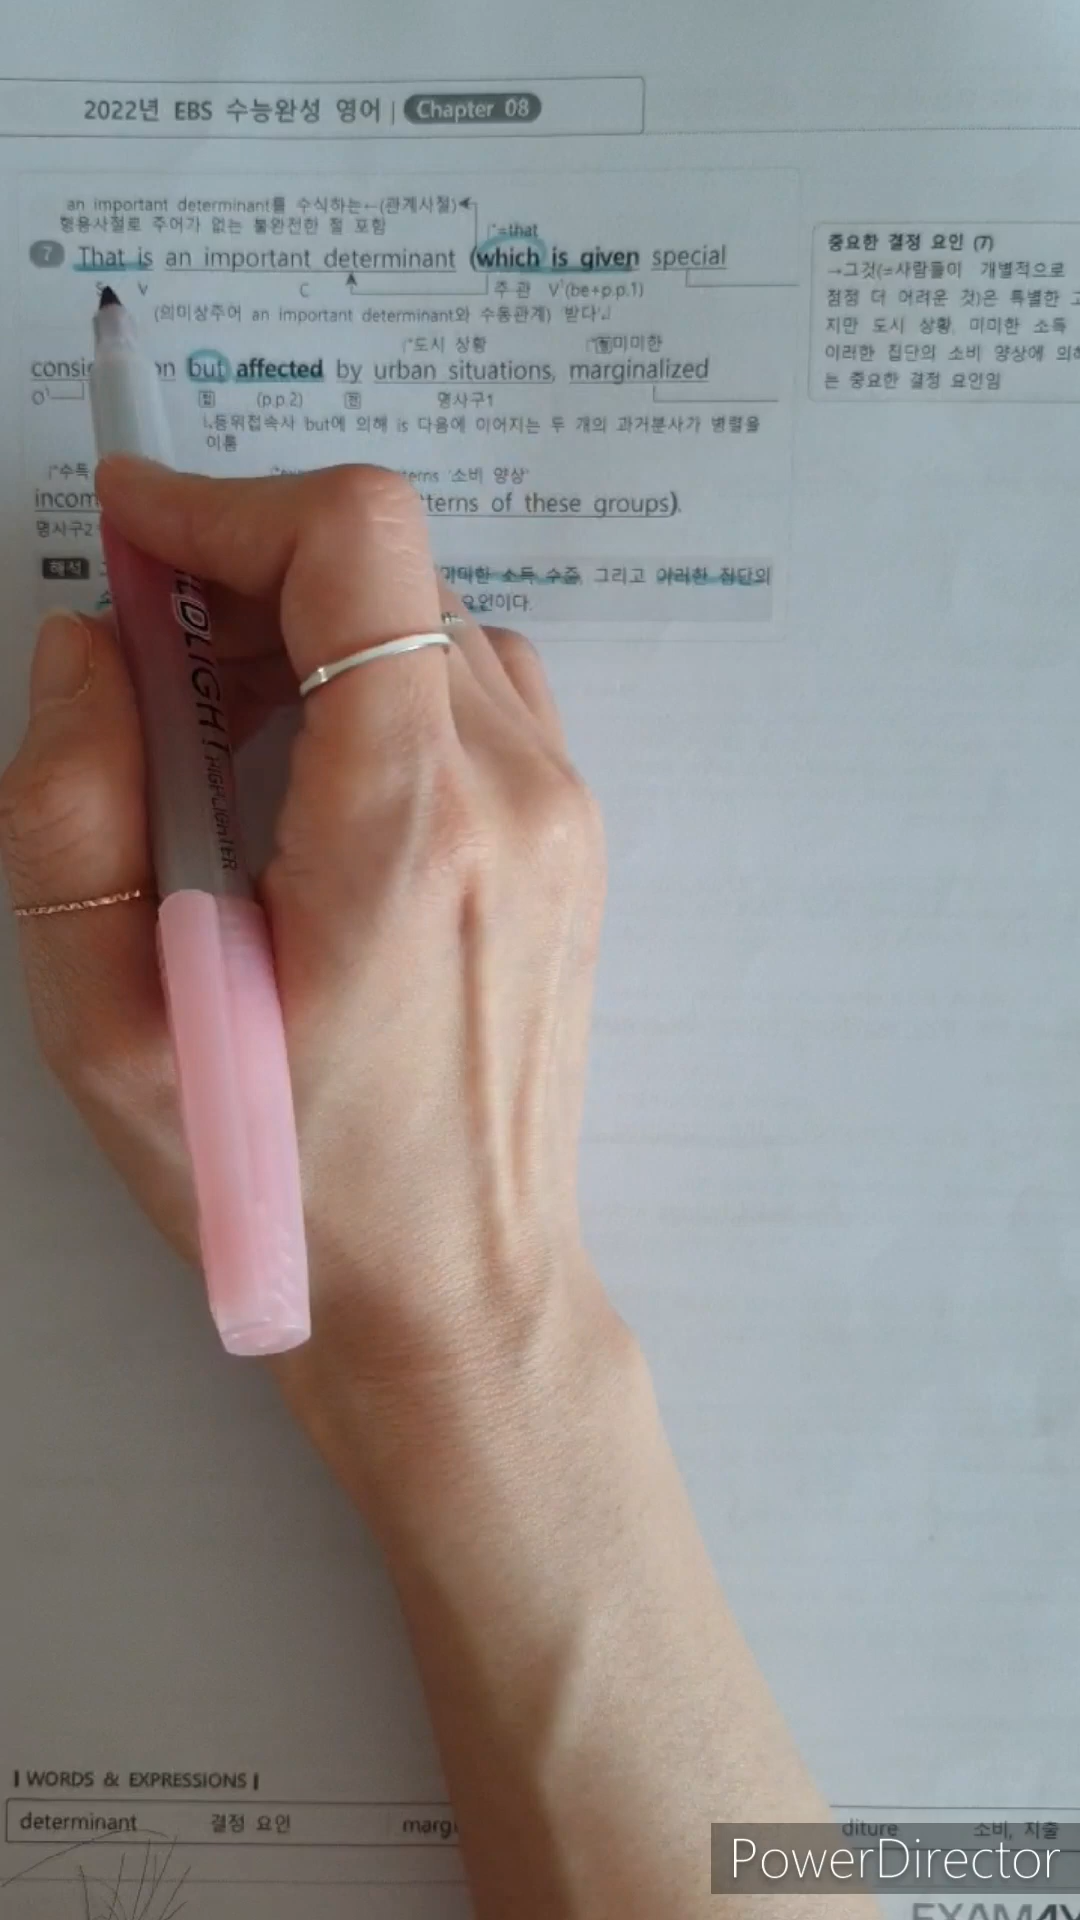 2022년 EBS 수능완성 영어 | Chapter 08
an important determinant를 수식하는←(관계사절)
형용사절로 주어가 없는 불완전한 절 포함
=that
7 That is an important determinant (which is given special
S V C 주·관 V¹(be+p.p.1)
(의미상주어 an important determinant와 수동관계) 받다
도시 상황 미미한
but affected by urban situations, marginalized
O¹ (p.p.2) 전 명사구1
등위접속사 but에 의해 is 다음에 이어지는 두 개의 과거분사가 병렬을
이룸
수득 '소비 양상'
of these groups).
명사구2
해석 미미한 소득 수준, 그리고 이러한 집단의
요인이다.
중요한 결정 요인 (7)
→그것(=사람들이 개별적으로
점점 더 어려운 것)은 특별한
지만 도시 상황, 미미한 소득
이러한 집단의 소비 양상에
는 중요한 결정 요인임
WORDS & EXPRESSIONS
determinant 결정 요인 소비, 지출
PowerDirector